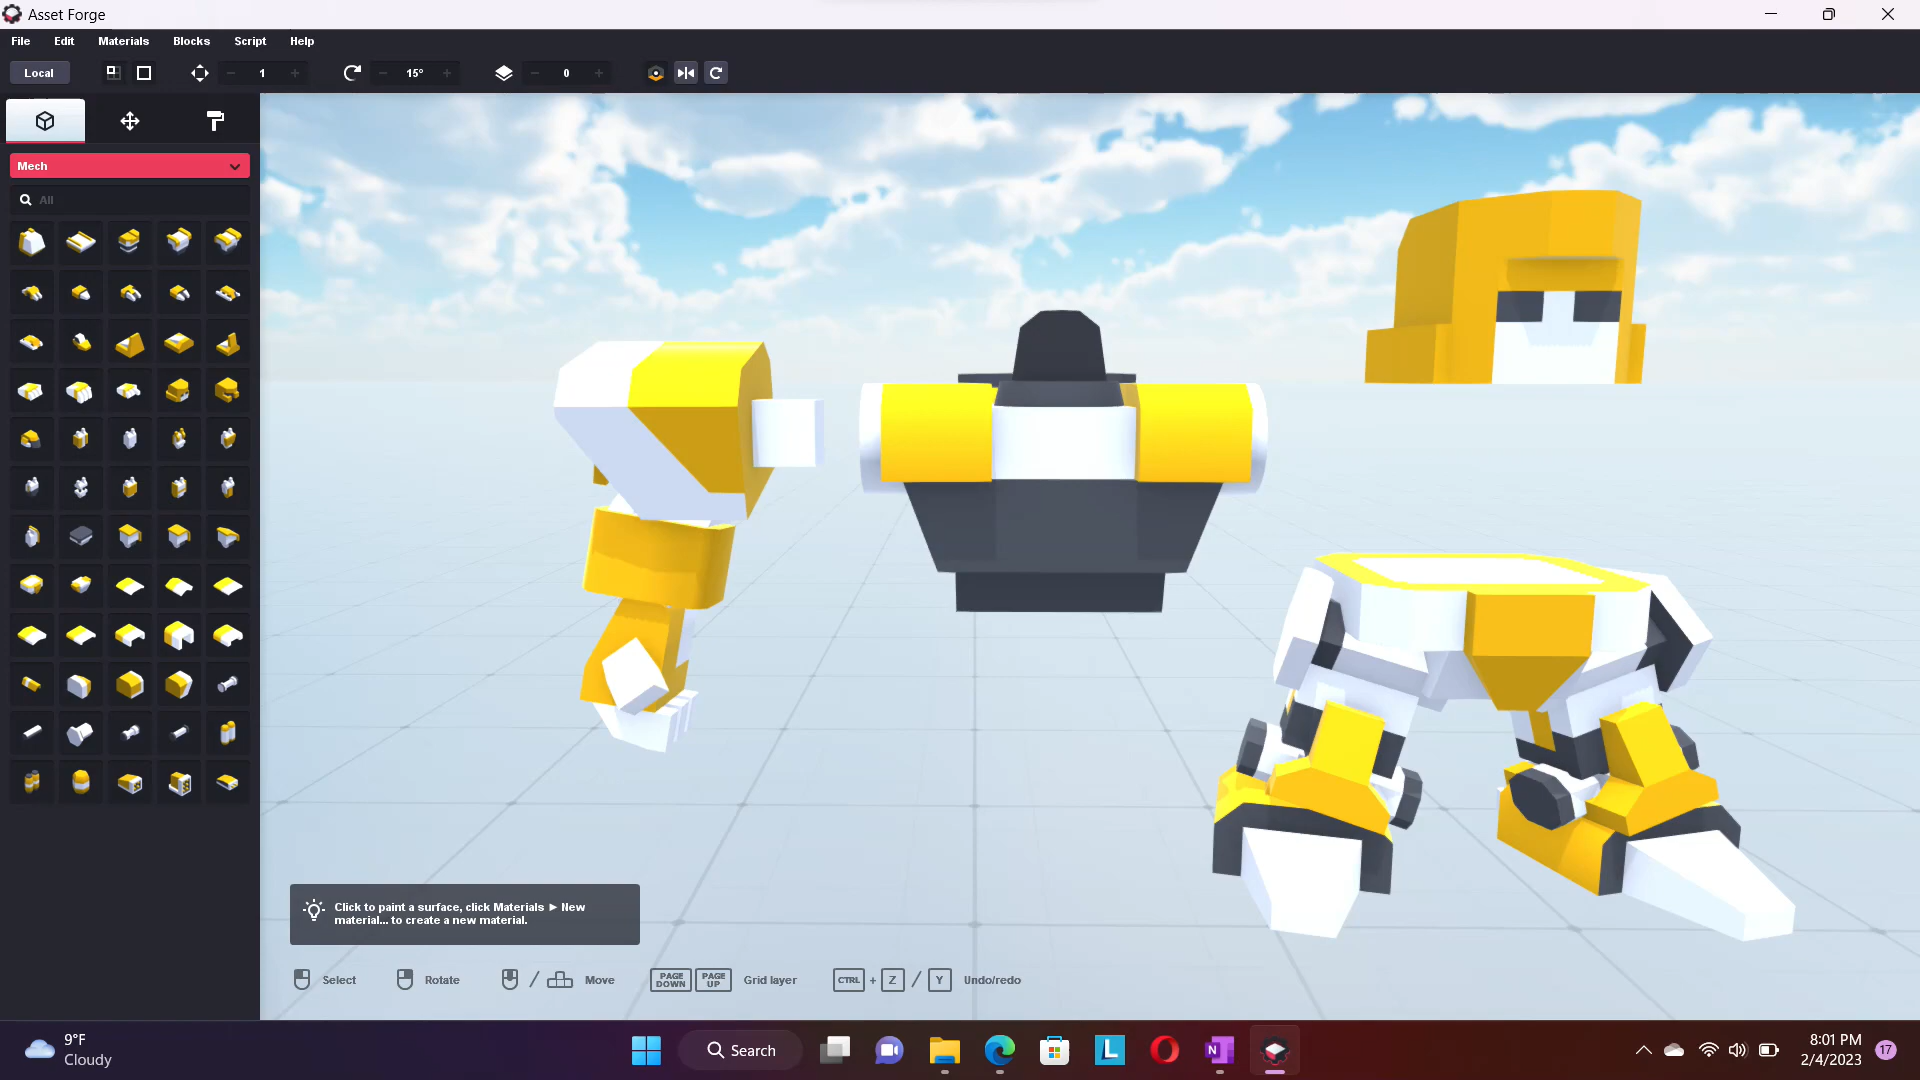 Asset Forge
File Edit Materials Blocks Script Help
Local 1 15° 0
Mech
All
Click to paint a surface, click Materials ► New
material... to create a new material.
Select Rotate / Move PAGE DOWN PAGE UP Grid layer CTRL + Z / Y Undo/redo
9°F
Cloudy
Search
L
N
8:01 PM
2/4/2023
17